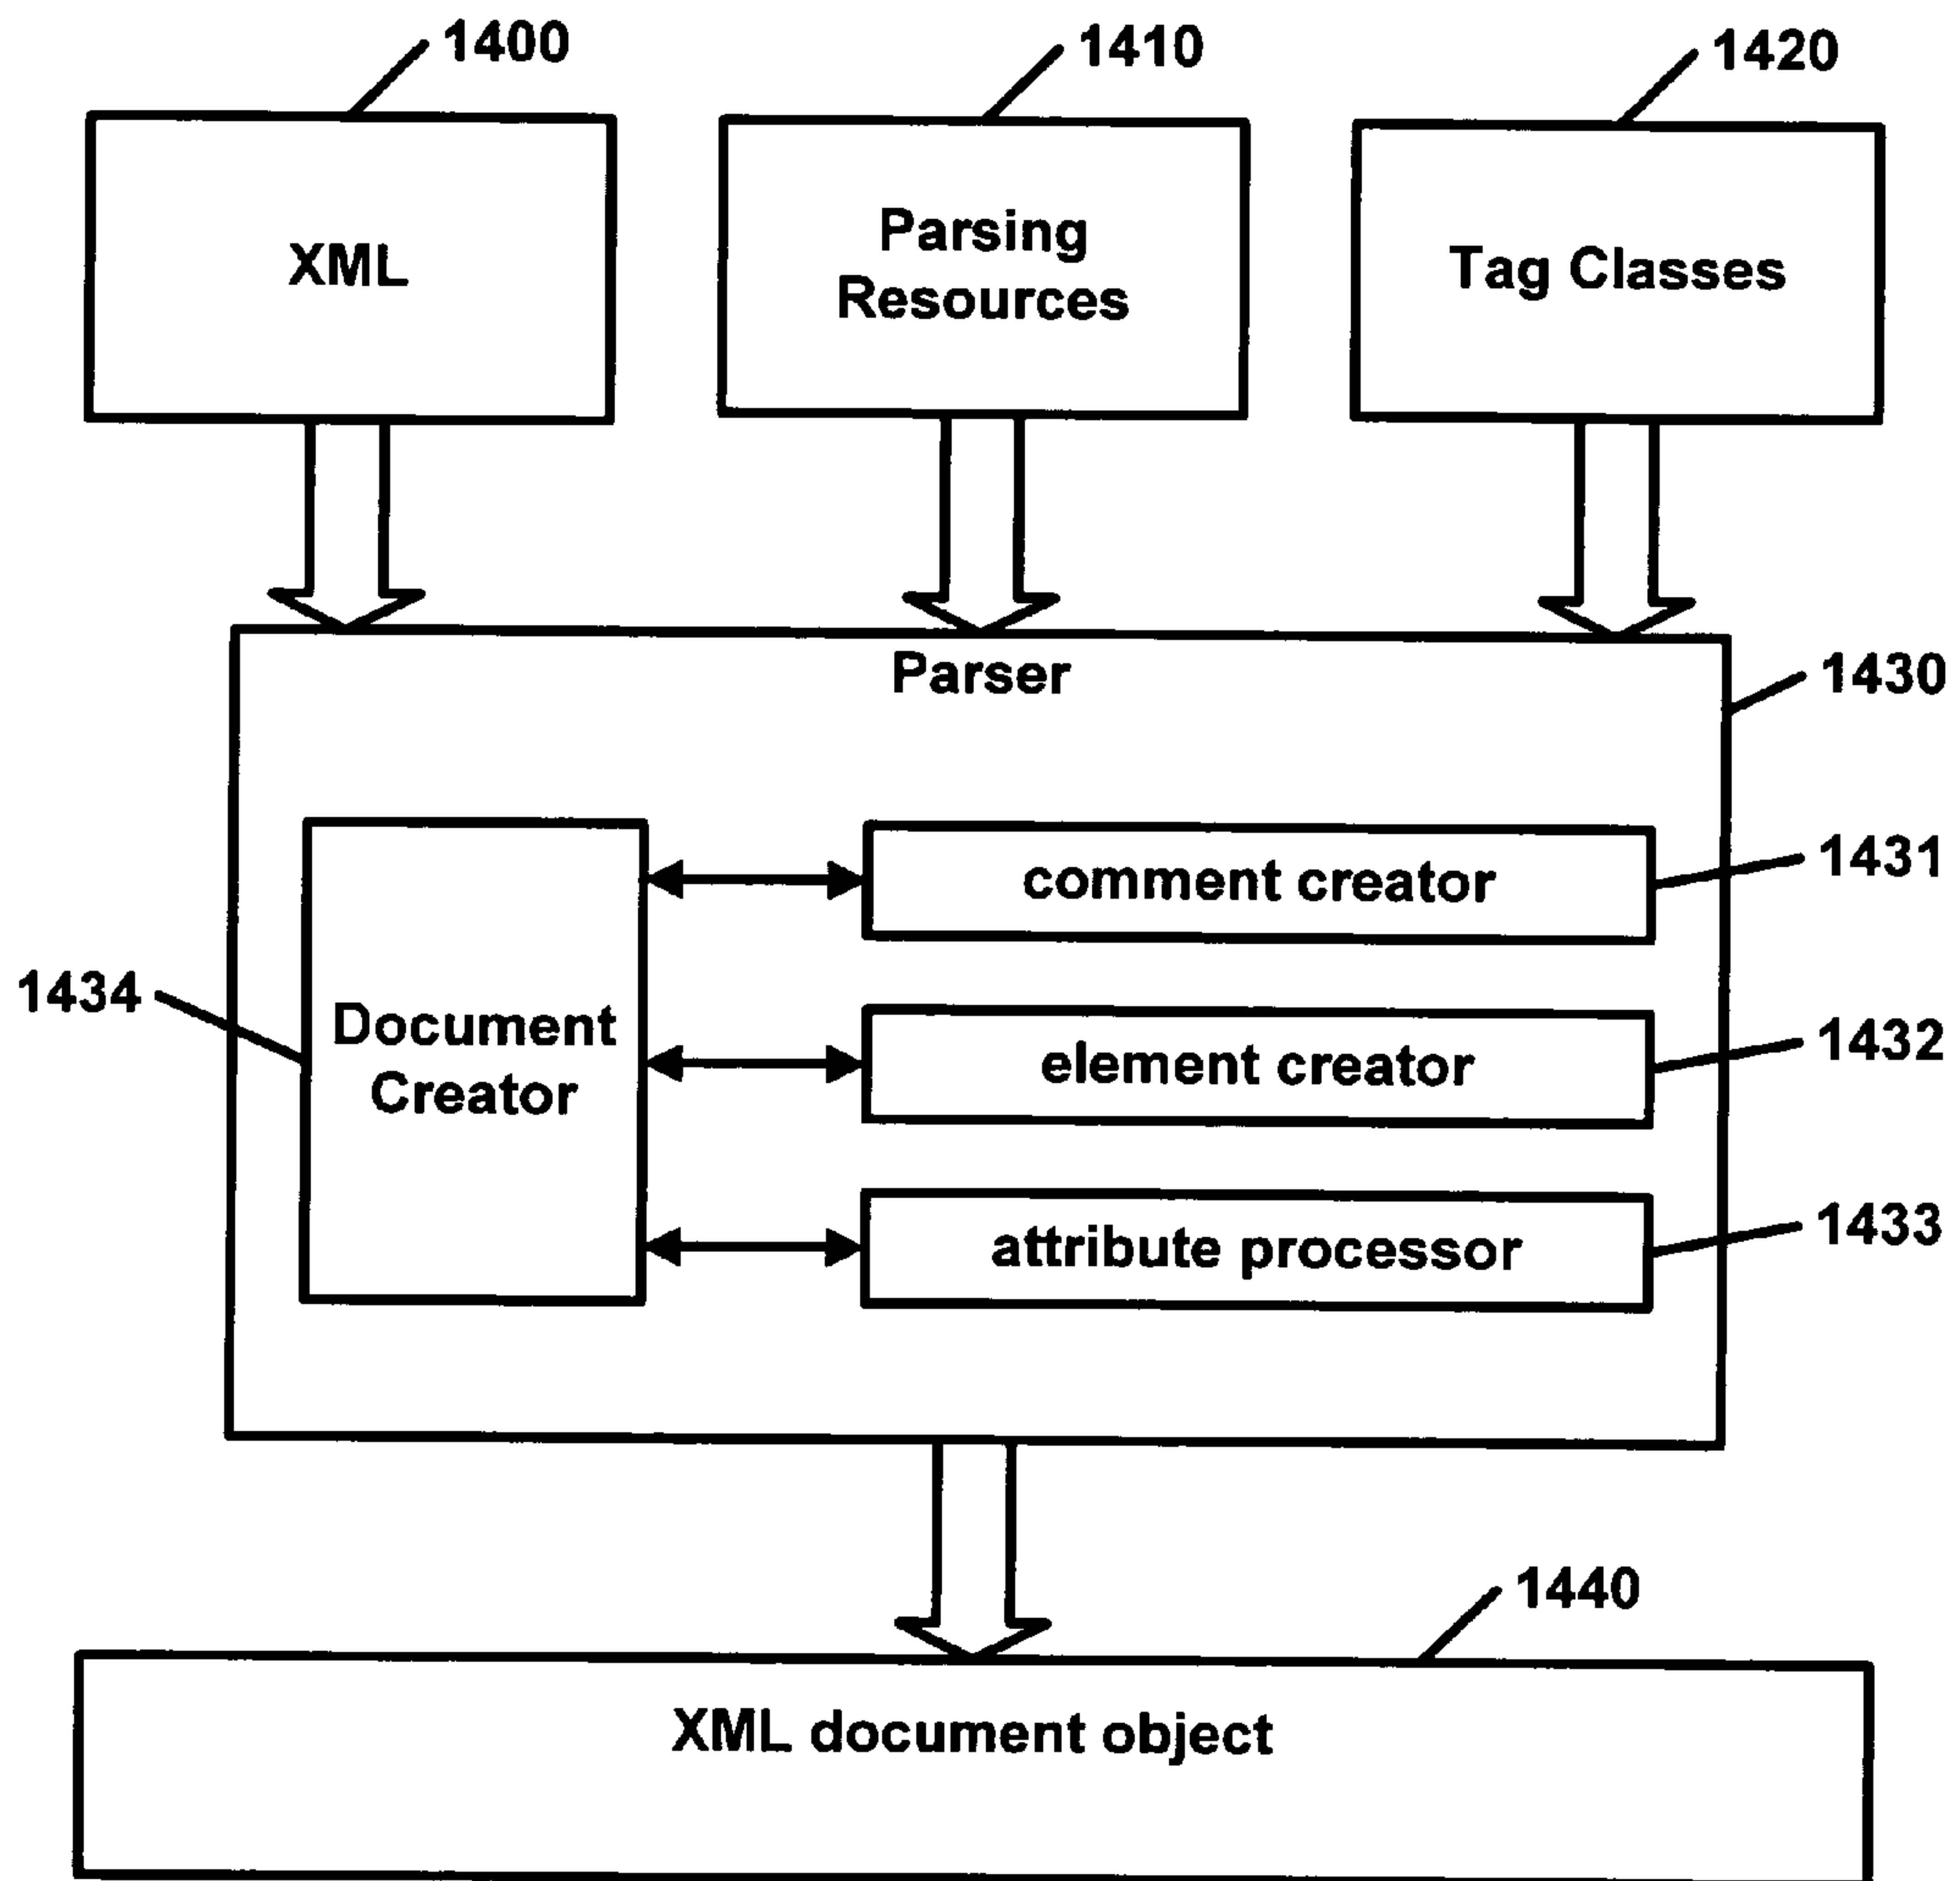 1400
1410
1420
XML
Parsing
Resources
Tag Classes
Parser
1430
comment creator
1431
1434
Document
Creator
element creator
1432
attribute processor
1433
1440
XML document object